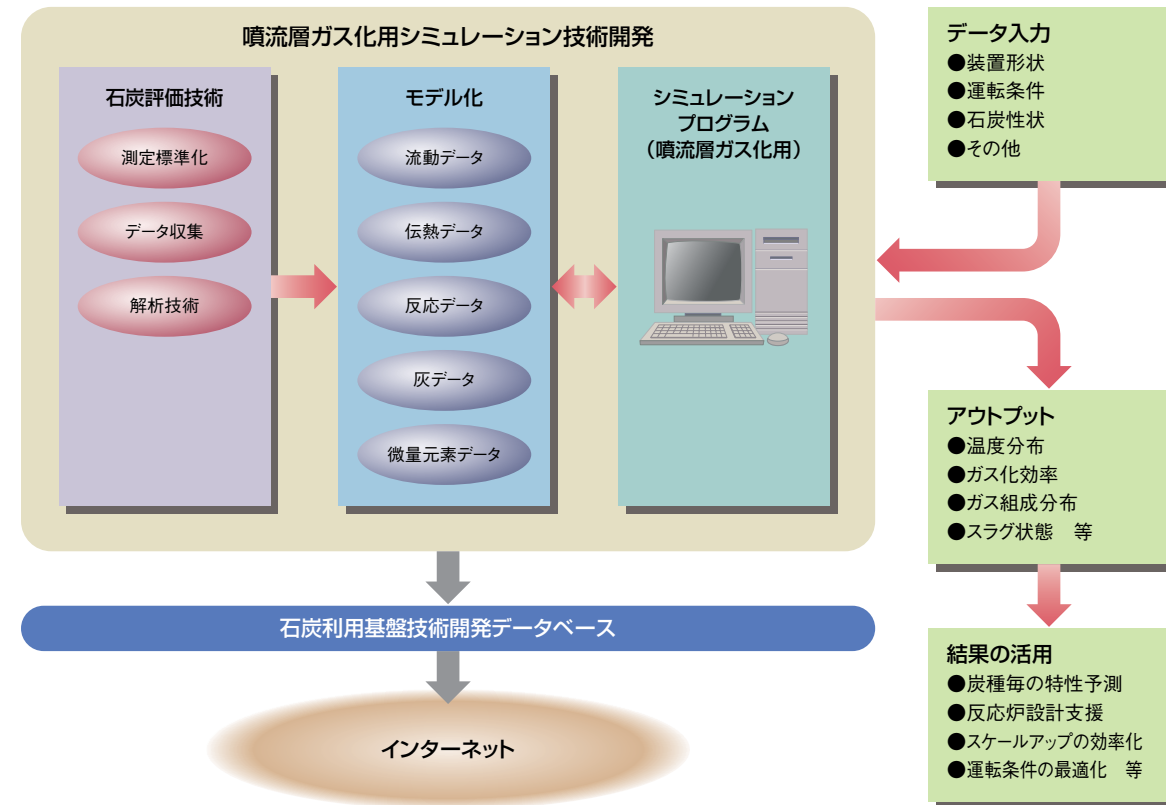 噴流層ガス化用シミュレーション技術開発
石炭評価技術
測定標準化
データ収集
解析技術
モデル化
流動データ
伝熱データ
反応データ
灰データ
微量元素データ
シミュレーション
プログラム
（噴流層ガス化用）
データ入力
●装置形状
●運転条件
●石炭性状
●その他
アウトプット
●温度分布
●ガス化効率
●ガス組成分布
●スラグ状態　等
結果の活用
●炭種毎の特性予測
●反応炉設計支援
●スケールアップの効率化
●運転条件の最適化　等
石炭利用基盤技術開発データベース
インターネット